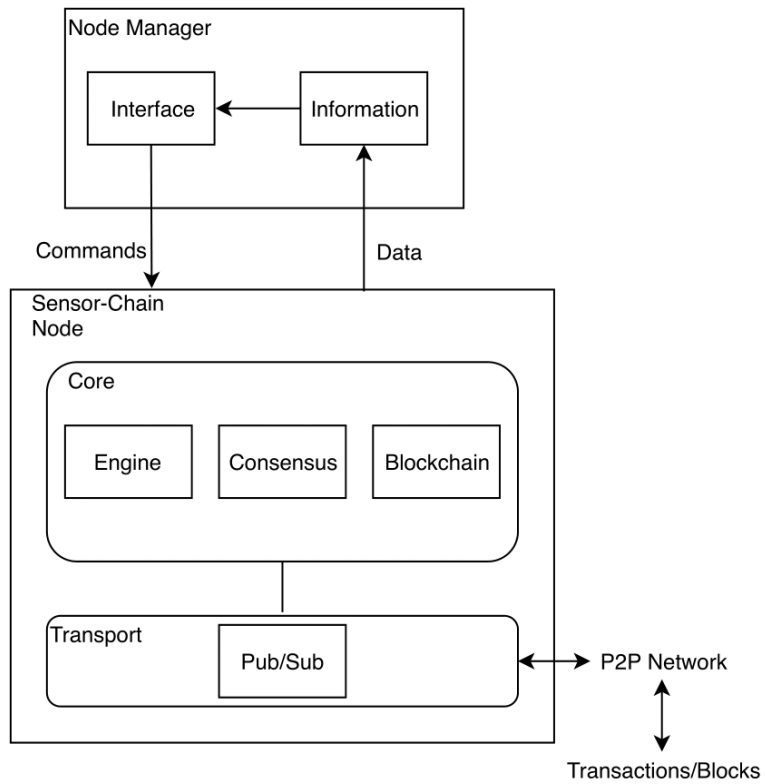 Node Manager
Interface
Information
Commands
Data
Sensor-Chain
Node
Core
Engine
Consensus
Blockchain
Transport
Pub/Sub
P2P Network
Transactions/Blocks